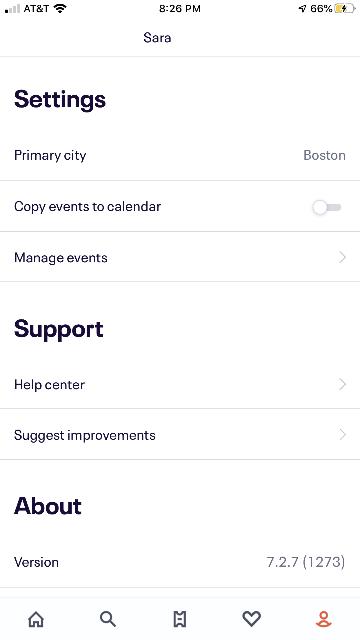 AT&T
8:26 PM
66%
Sara
Settings
Primary city Boston
Copy events to calendar
Manage events
Support
Help center
Suggest improvements
About
Version 7.2.7 (1273)